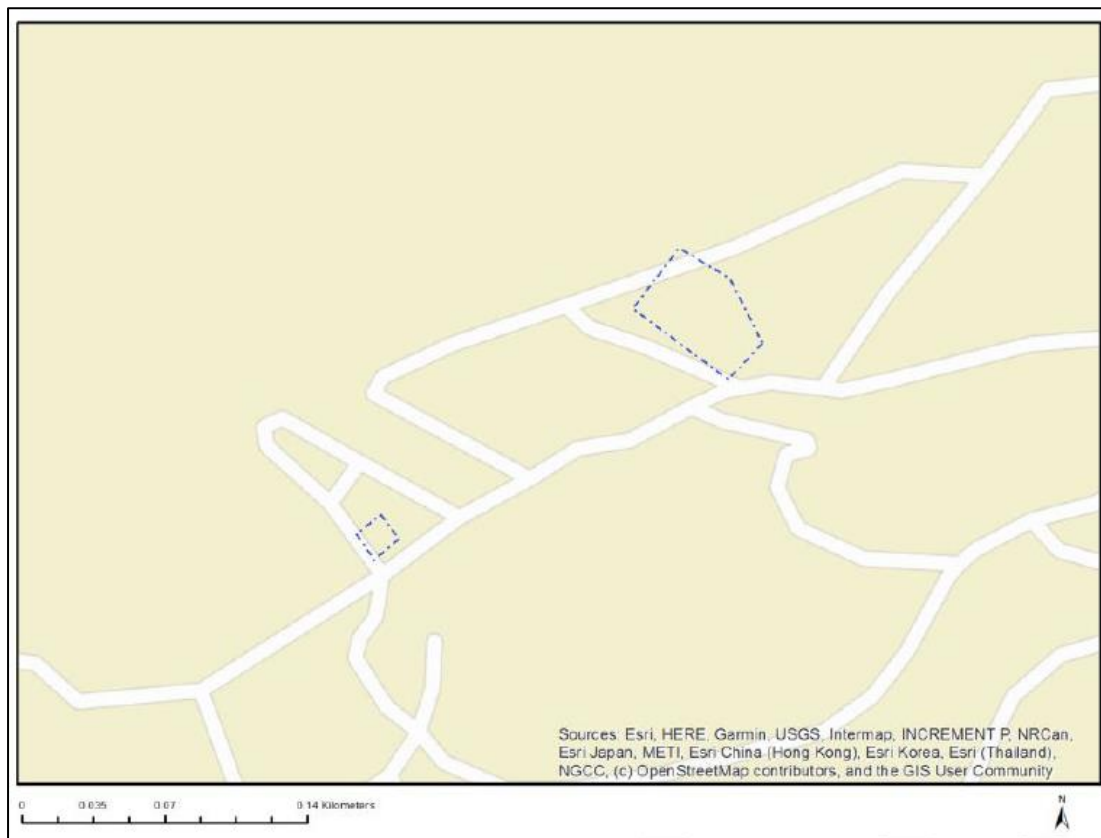 Sources: Esri, HERE, Garmin, USGS, Intermap, INCREMENT P, NRCan,
Esri Japan, METI, Esri China (Hong Kong), Esri Korea, Esri (Thailand),
NGCC, (c) OpenStreetMap contributors, and the GIS User Community
0 0.035 0.07 0.14 Kilometers
N